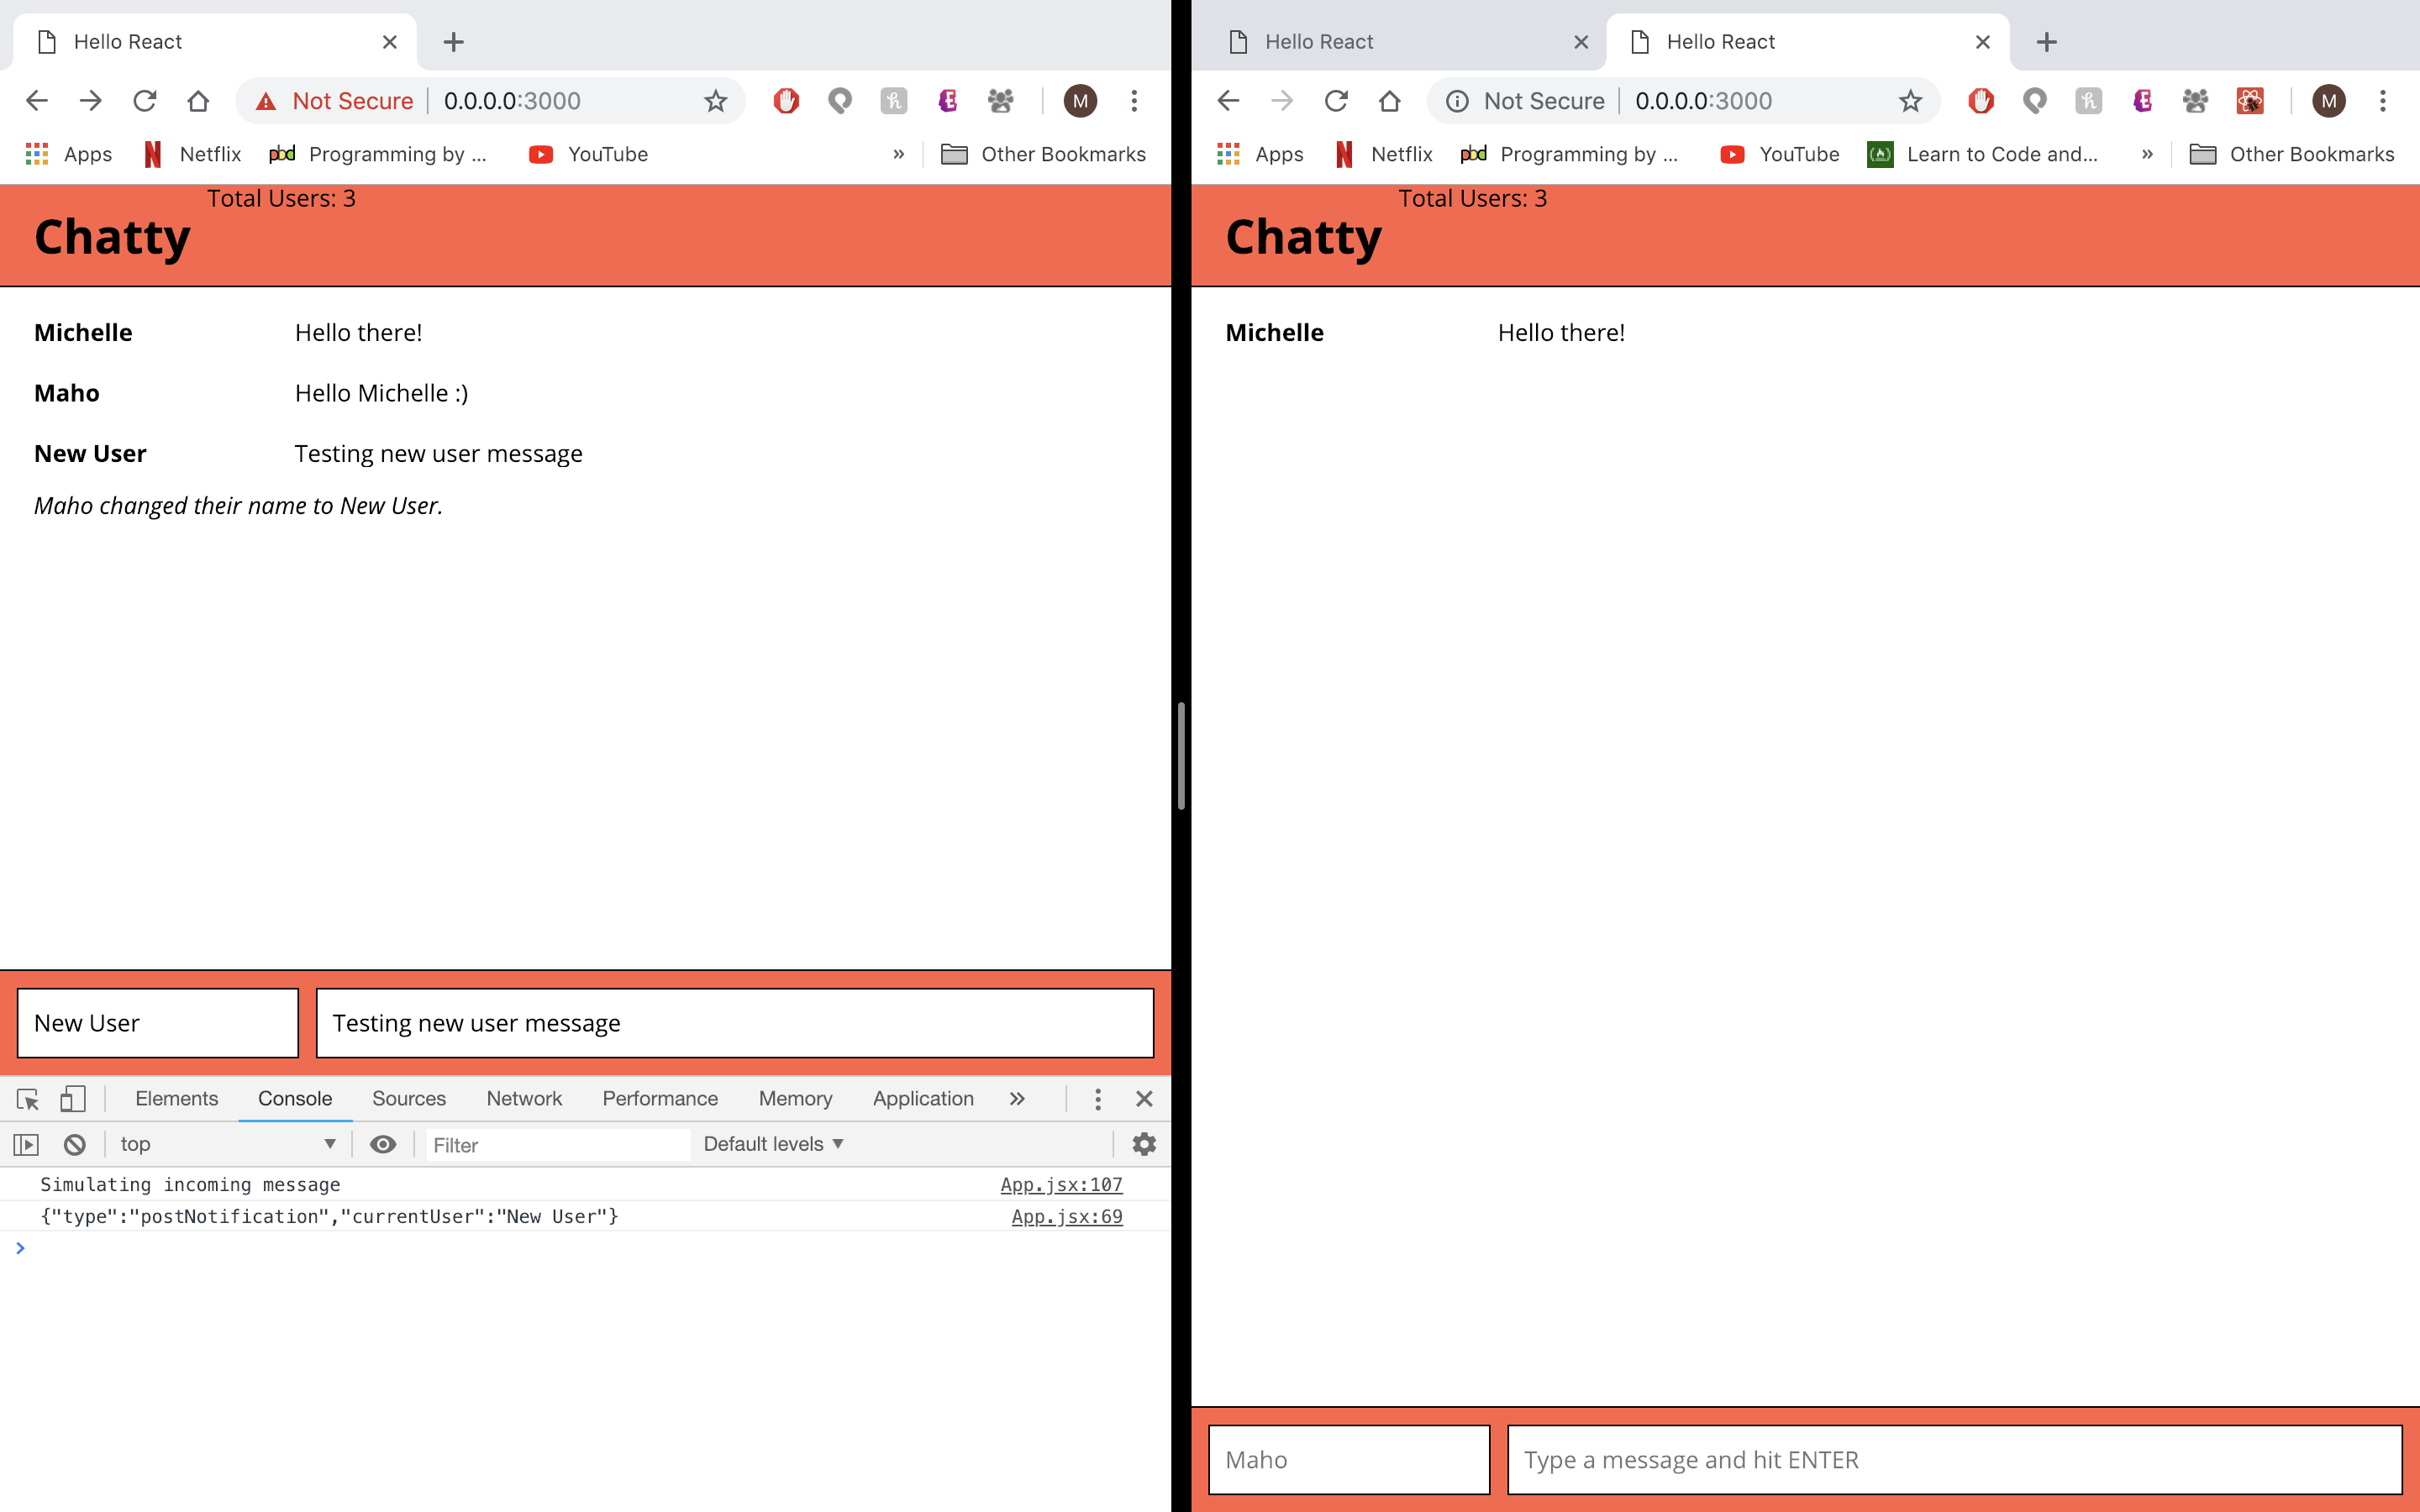 Hello React
Not Secure 0.0.0.0:3000
M
Apps Netflix pbd Programming by ... YouTube » Other Bookmarks
Total Users: 3
Chatty
Michelle Hello there!
Maho Hello Michelle :)
New User Testing new user message
Maho changed their name to New User.
New User Testing new user message
Elements Console Sources Network Performance Memory Application »
top Filter Default levels
Simulating incoming message App.jsx:107
{"type":"postNotification","currentUser":"New User"} App.jsx:69
Hello React Hello React
Not Secure 0.0.0.0:3000
M
Apps Netflix pbd Programming by ... YouTube Learn to Code and... » Other Bookmarks
Total Users: 3
Chatty
Michelle Hello there!
Maho Type a message and hit ENTER